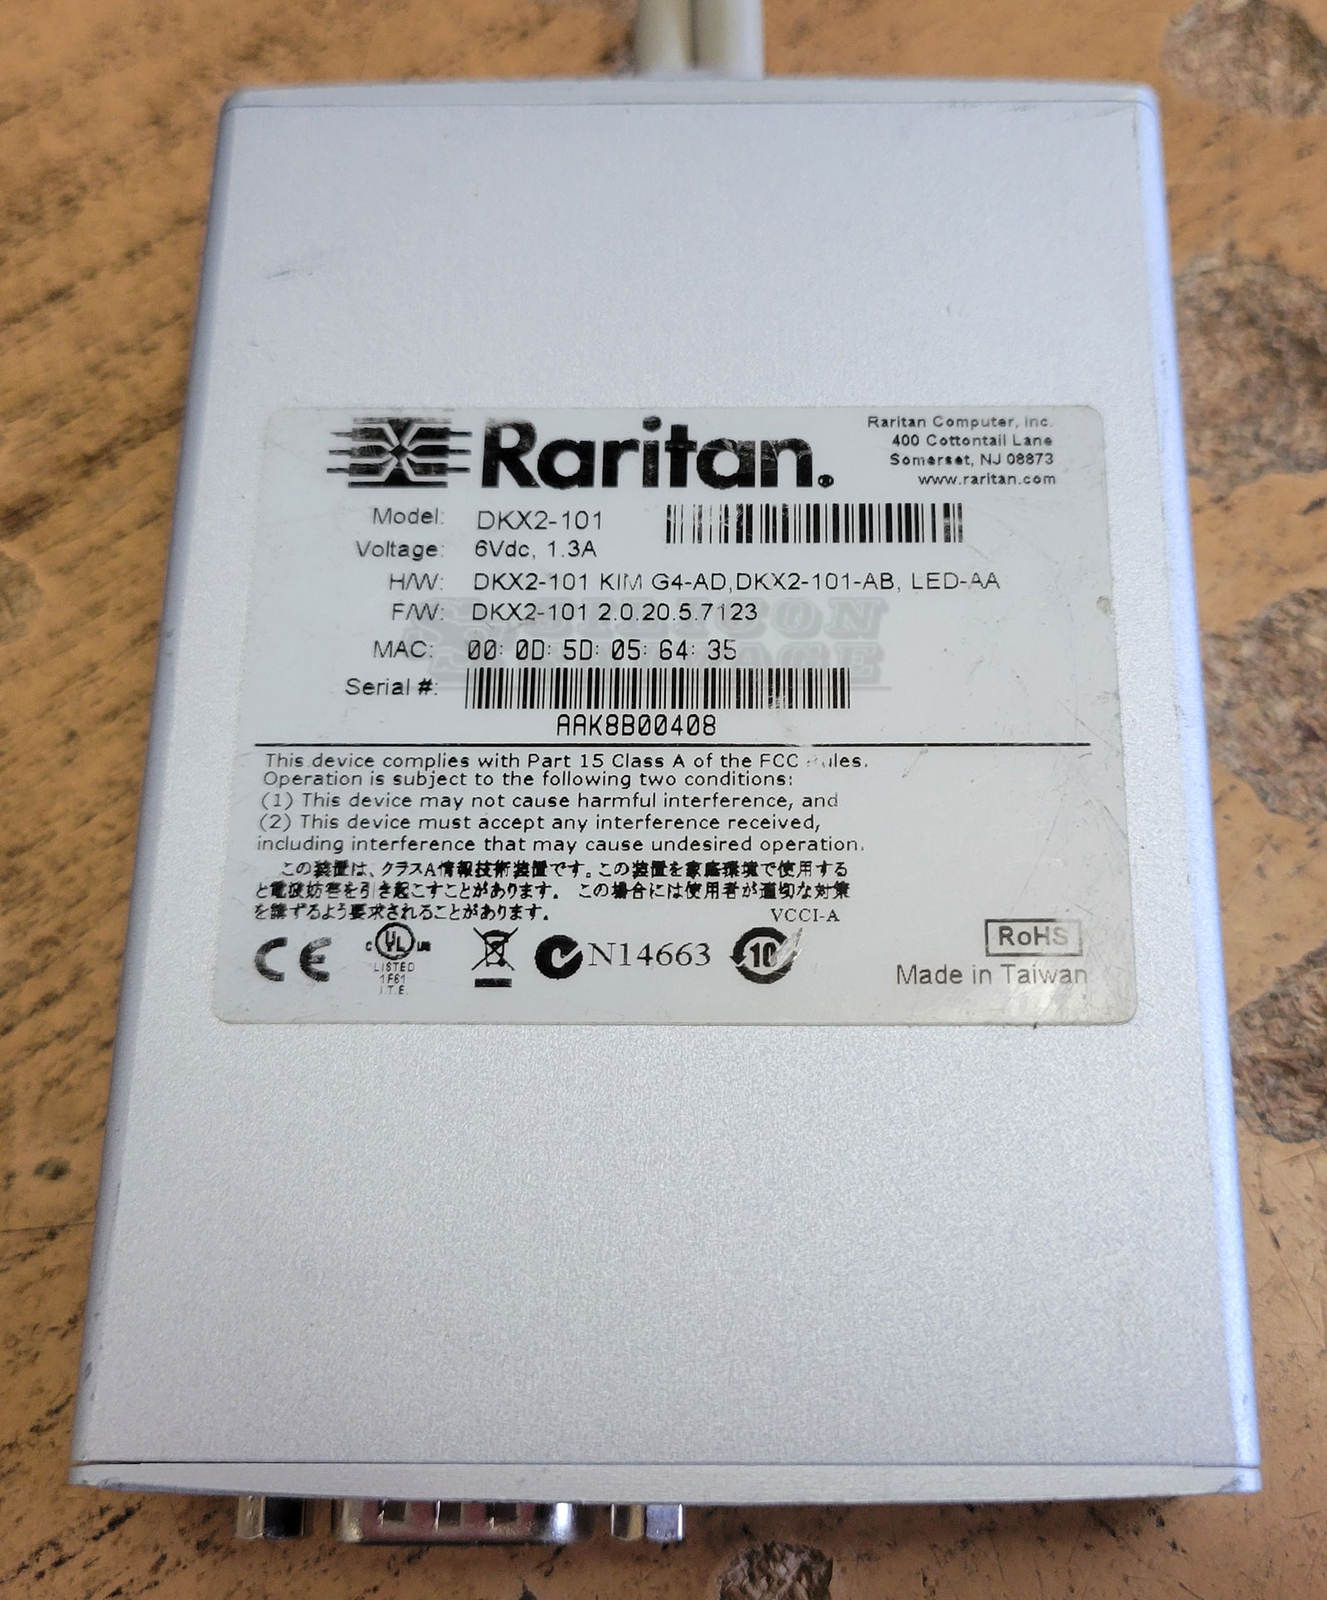 Raritan®
Raritan Computer, Inc.
400 Cottontail Lane
Somerset, NJ 08873
www.raritan.com
Model: DKX2-101
Voltage: 6Vdc, 1.3A
H/W: DKX2-101 KIM G4-AD,DKX2-101-AB, LED-AA
F/W: DKX2-101 2.0.20.5.7123
MAC: 00: 0D: 5D: 05: 64: 35
Serial #:
AAK8B00408
This device complies with Part 15 Class A of the FCC
Operation is subject to the following two conditions:
(1) This device may not cause harmful interference, and
(2) This device must accept any interference received,
including interference that may cause undesired operation.
この装置は、クラスA情報技術装置です。この装置を家庭環境で使用する
と電波妨害を引き起こすことがあります。 この場合には使用者が適切な対策
を講ずるよう要求されることがあります。
VCCI-A
CE
C UL US
LISTED
1F61
I.T.E.
N14663
10
RoHS
Made in Taiwan